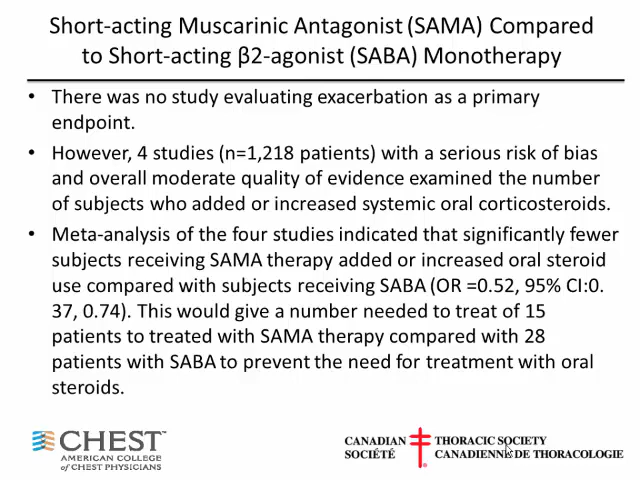 Short-acting Muscarinic Antagonist (SAMA) Compared
to Short-acting β2-agonist (SABA) Monotherapy
• There was no study evaluating exacerbation as a primary
endpoint.
• However, 4 studies (n=1,218 patients) with a serious risk of bias
and overall moderate quality of evidence examined the number
of subjects who added or increased systemic oral corticosteroids.
• Meta-analysis of the four studies indicated that significantly fewer
subjects receiving SAMA therapy added or increased oral steroid
use compared with subjects receiving SABA (OR =0.52, 95% CI:0.
37, 0.74). This would give a number needed to treat of 15
patients to treated with SAMA therapy compared with 28
patients with SABA to prevent the need for treatment with oral
steroids.
CHEST™
AMERICAN COLLEGE
of CHEST PHYSICIANS
CANADIAN THORACIC SOCIETY
SOCIÉTÉ CANADIENNE DE THORACOLOGIE